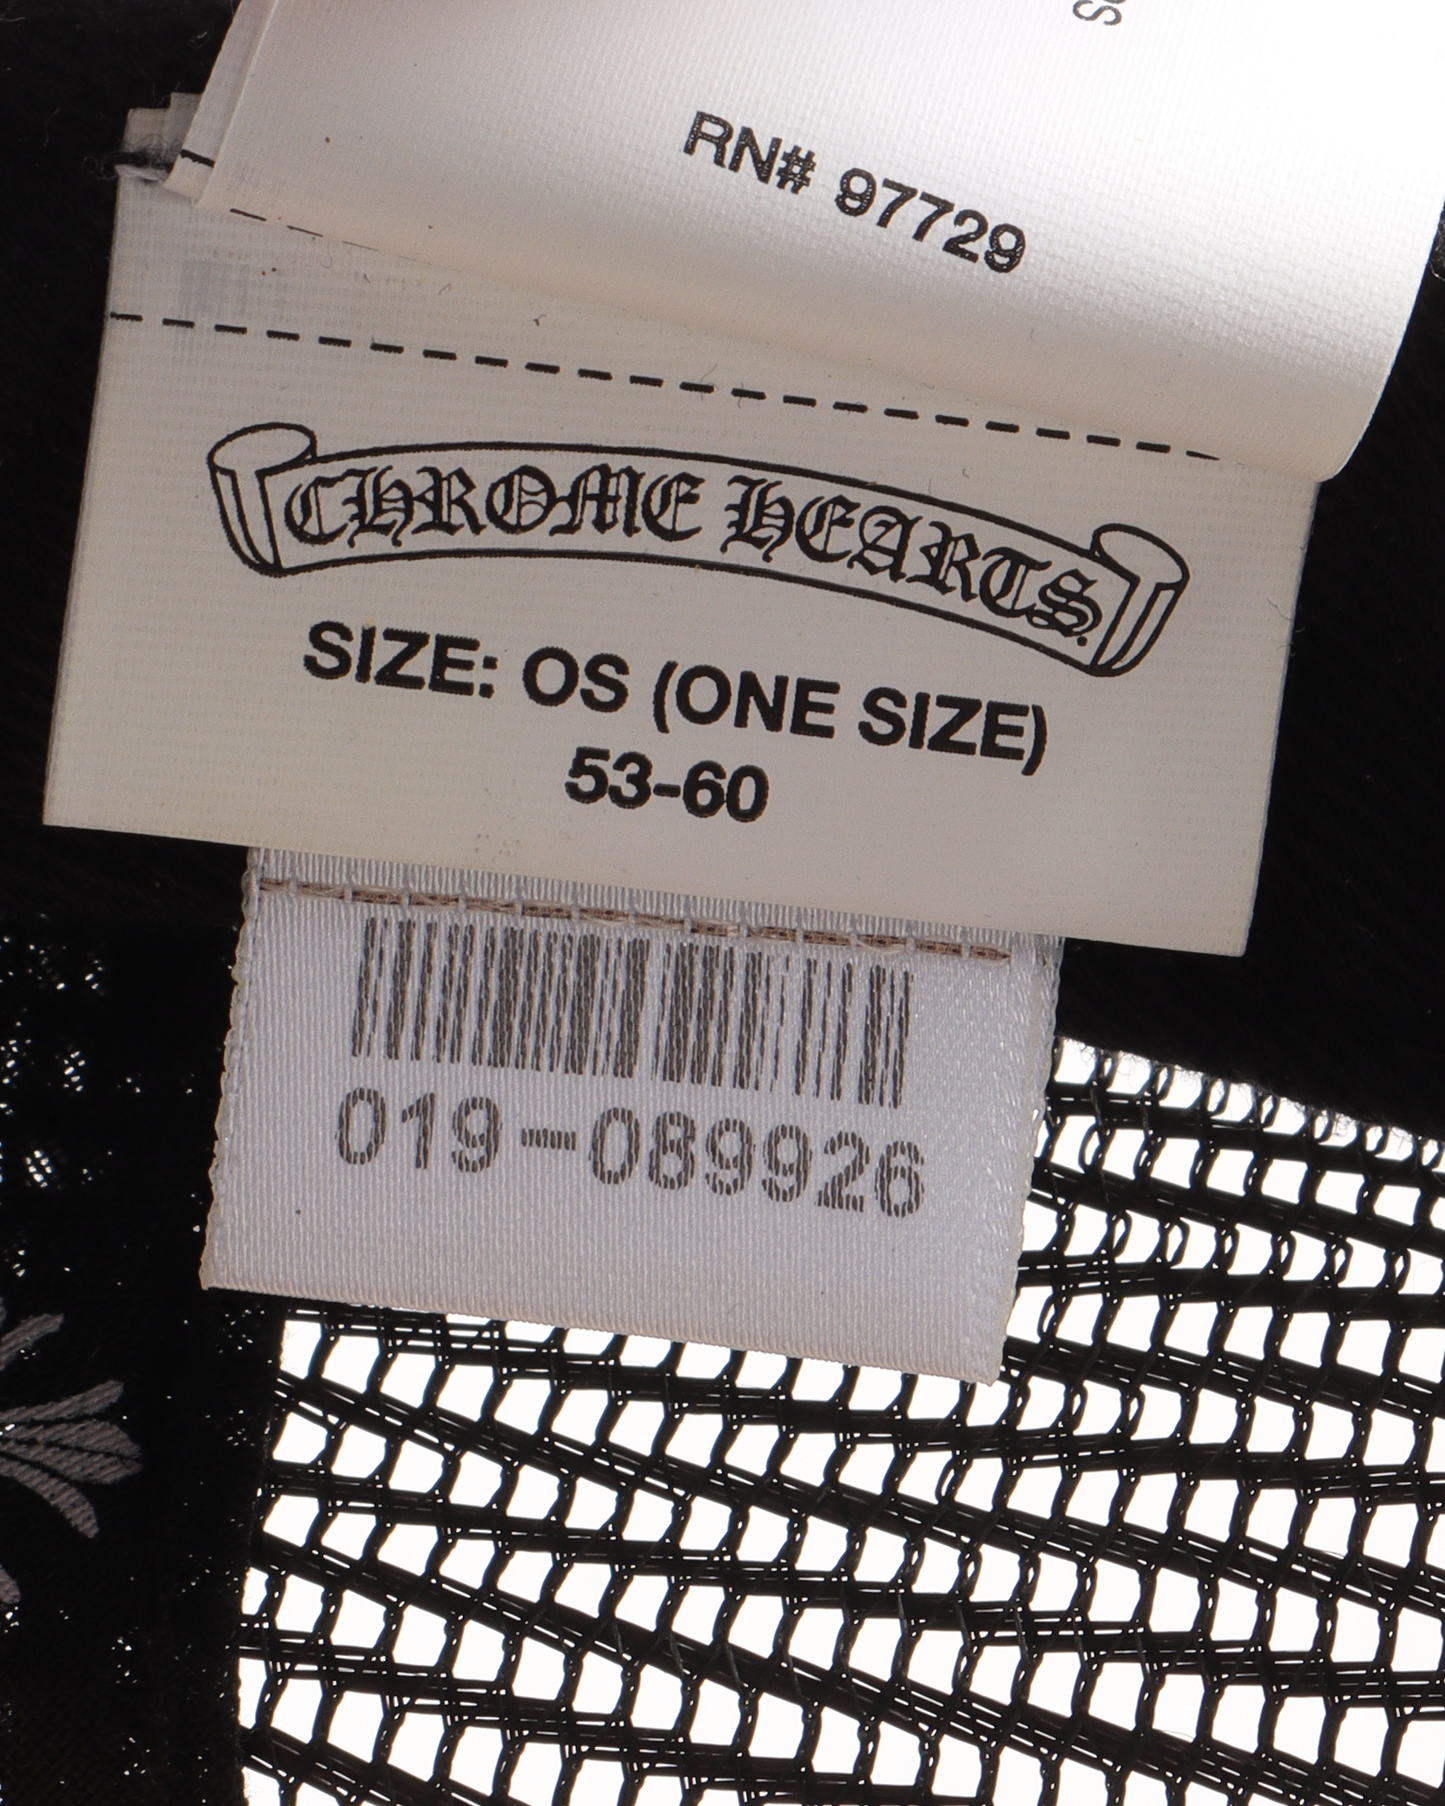 RN# 97729
CHROME HEARTS
SIZE: OS (ONE SIZE)
53-60
019-089926